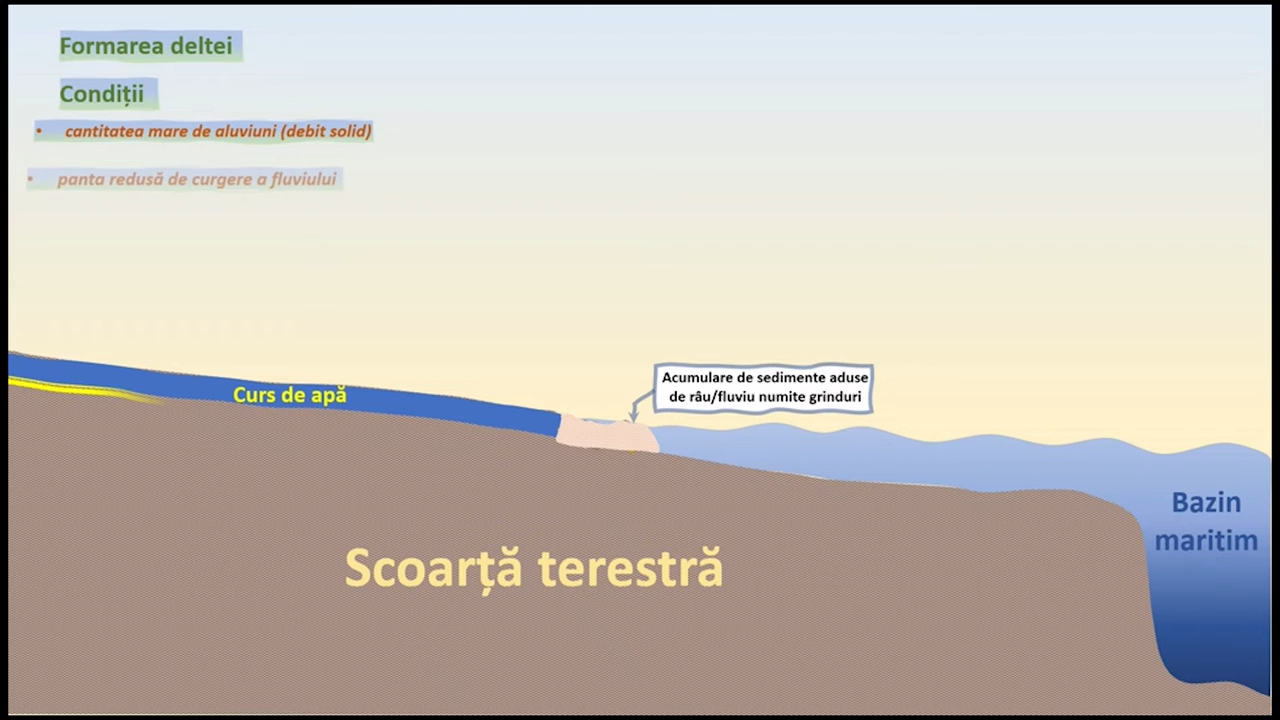 Formarea deltei
Condiții
• cantitatea mare de aluviuni (debit solid)
• panta redusă de curgere a fluviului
Acumulare de sedimente aduse
de râu/fluviu numite grinduri
Curs de apă
Bazin
maritim
Scoarță terestră